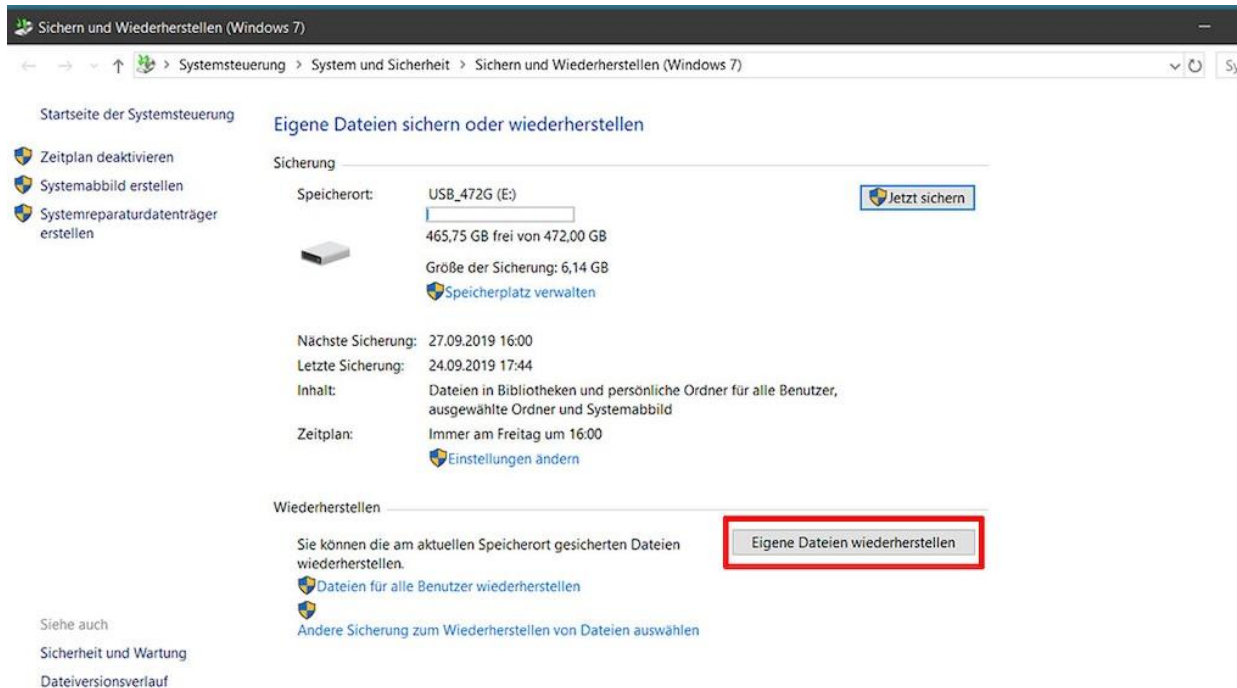 Sichern und Wiederherstellen (Windows 7)
Systemsteuerung > System und Sicherheit > Sichern und Wiederherstellen (Windows 7)
Startseite der Systemsteuerung
Zeitplan deaktivieren
Systemabbild erstellen
Systemreparaturdatenträger
erstellen
Eigene Dateien sichern oder wiederherstellen
Sicherung
Speicherort: USB_472G (E:)
Jetzt sichern
465,75 GB frei von 472,00 GB
Größe der Sicherung: 6,14 GB
Speicherplatz verwalten
Nächste Sicherung: 27.09.2019 16:00
Letzte Sicherung: 24.09.2019 17:44
Inhalt: Dateien in Bibliotheken und persönliche Ordner für alle Benutzer,
ausgewählte Ordner und Systemabbild
Zeitplan: Immer am Freitag um 16:00
Einstellungen ändern
Wiederherstellen
Sie können die am aktuellen Speicherort gesicherten Dateien
wiederherstellen.
Eigene Dateien wiederherstellen
Dateien für alle Benutzer wiederherstellen
Andere Sicherung zum Wiederherstellen von Dateien auswählen
Siehe auch
Sicherheit und Wartung
Dateiversionsverlauf